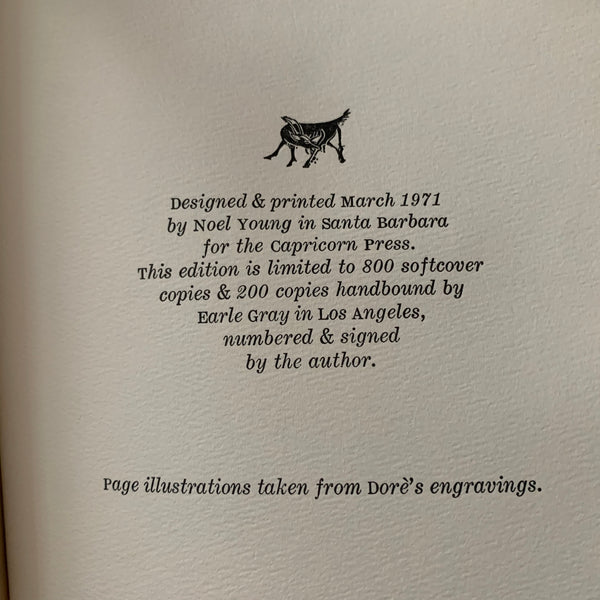 Designed & printed March 1971
by Noel Young in Santa Barbara
for the Capricorn Press.
This edition is limited to 800 softcover
copies & 200 copies handbound by
Earle Gray in Los Angeles,
numbered & signed
by the author.
Page illustrations taken from Dorè's engravings.